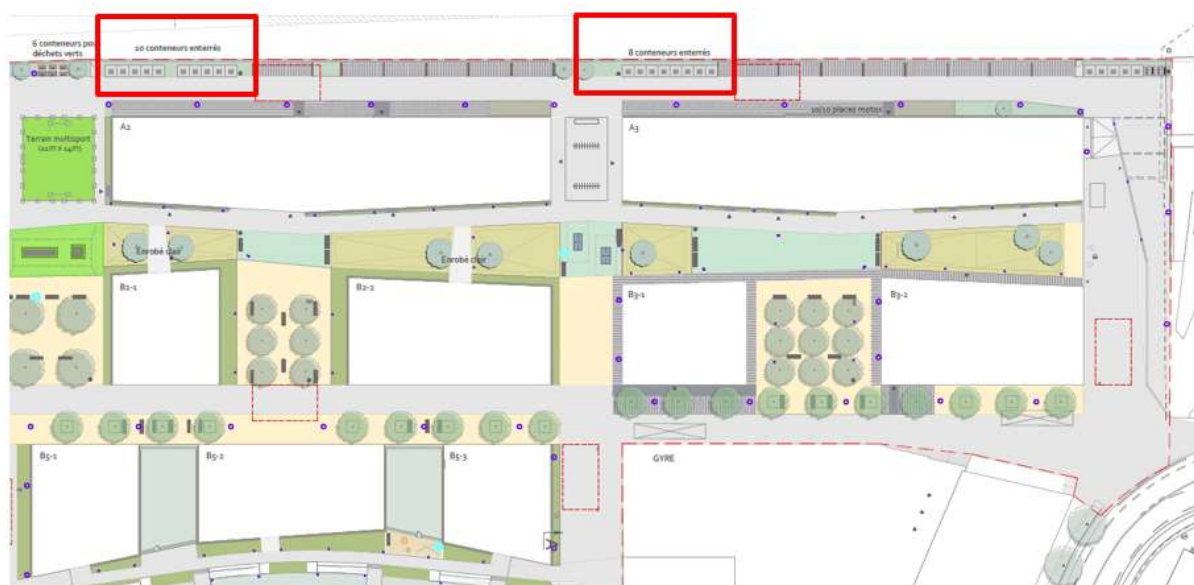 6 conteneurs pour
déchets verts
10 conteneurs enterrés
8 conteneurs enterrés
A2
A3
10/10 places motos
Terrain multisport
(22m x 14m)
Enrobé clair
Enrobé clair
B2-1
B2-2
B3-1
B3-2
B5-1
B5-2
B5-3
GYRE
A